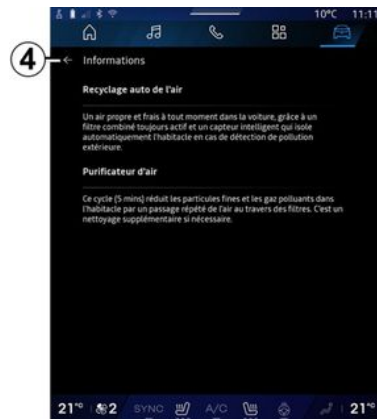 10°C 11:11
4
← Informations
Recyclage auto de l'air
Un air propre et frais à tout moment dans la voiture, grâce à un
filtre combiné toujours actif et un capteur intelligent qui isole
automatiquement l'habitacle en cas de détection de pollution
extérieure.
Purificateur d'air
Ce cycle (5 mins) réduit les particules fines et les gaz polluants dans
l'habitacle par un passage répété de l'air au travers des filtres. C'est un
nettoyage supplémentaire si nécessaire.
21°° 2 SYNC A/C 21°°